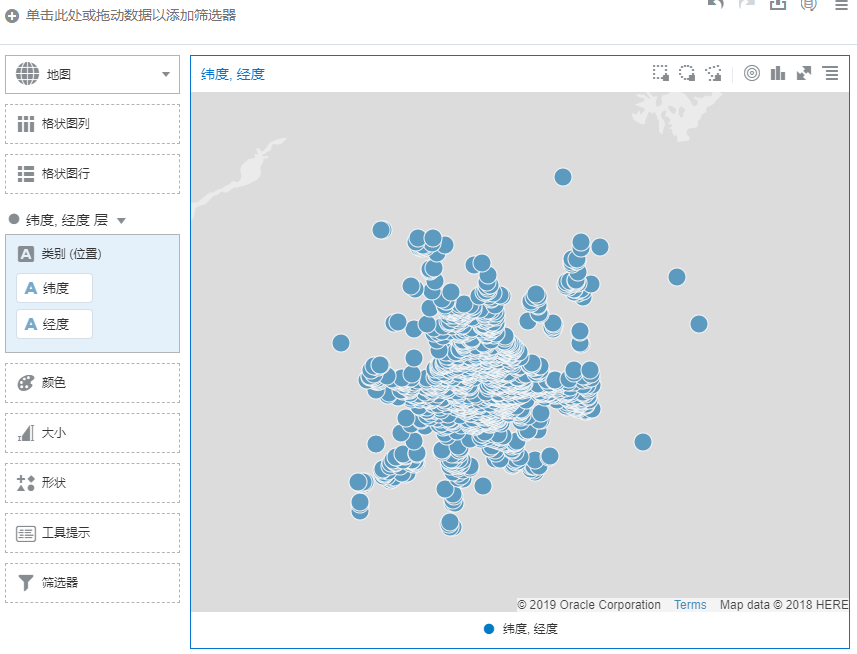 单击此处或拖动数据以添加筛选器
地图
格状图列
格状图行
纬度, 经度 层
A 类别 (位置)
A 纬度
A 经度
颜色
大小
形状
工具提示
筛选器
纬度, 经度
© 2019 Oracle Corporation Terms Map data © 2018 HERE
纬度, 经度